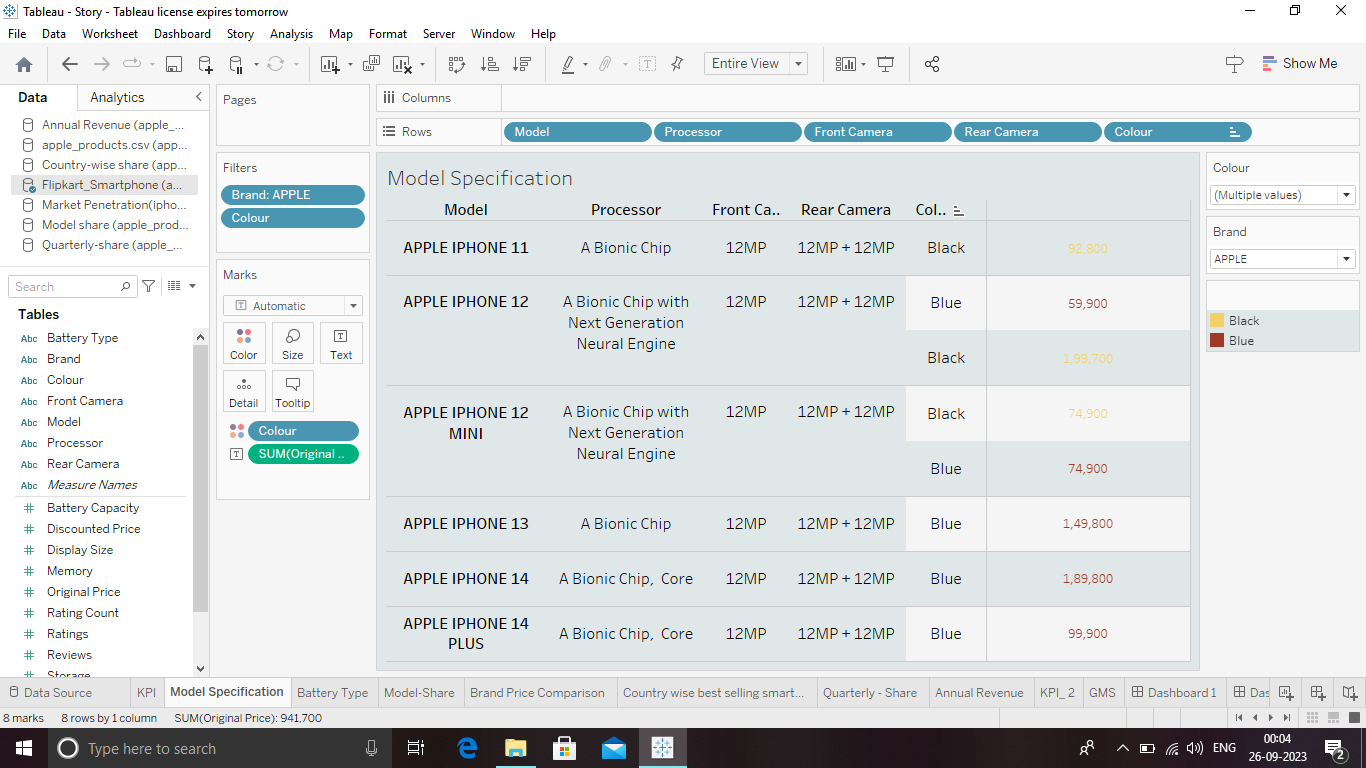 Tableau - Story - Tableau license expires tomorrow
File Data Worksheet Dashboard Story Analysis Map Format Server Window Help
Entire View
Show Me
Data Analytics
Annual Revenue (apple_...
apple_products.csv (app...
Country-wise share (app...
Flipkart_Smartphone (a...
Market Penetration(ipho...
Model share (apple_prod...
Quarterly-share (apple_...
Search
Tables
Abc Battery Type
Abc Brand
Abc Colour
Abc Front Camera
Abc Model
Abc Processor
Abc Rear Camera
Abc Measure Names
# Battery Capacity
# Discounted Price
# Display Size
# Memory
# Original Price
# Rating Count
# Ratings
# Reviews
# Storage
Pages
Filters
Brand: APPLE
Colour
Marks
T Automatic
Color Size Text
Detail Tooltip
Colour
T SUM(Original ..
Columns
Rows Model Processor Front Camera Rear Camera Colour
Model Specification
Model Processor Front Ca.. Rear Camera Col..
APPLE IPHONE 11 A Bionic Chip 12MP 12MP + 12MP Black 92,800
APPLE IPHONE 12 A Bionic Chip with 12MP 12MP + 12MP Blue 59,900
Next Generation
Neural Engine
Black 1,99,700
APPLE IPHONE 12 A Bionic Chip with 12MP 12MP + 12MP Black 74,900
MINI Next Generation
Neural Engine
Blue 74,900
APPLE IPHONE 13 A Bionic Chip 12MP 12MP + 12MP Blue 1,49,800
APPLE IPHONE 14 A Bionic Chip, Core 12MP 12MP + 12MP Blue 1,89,800
APPLE IPHONE 14 A Bionic Chip, Core 12MP 12MP + 12MP Blue 99,900
PLUS
Colour
(Multiple values)
Brand
APPLE
Black
Blue
Data Source KPI Model Specification Battery Type Model-Share Brand Price Comparison Country wise best selling smart... Quarterly - Share Annual Revenue KPI_ 2 GMS Dashboard 1 Das
8 marks 8 rows by 1 column SUM(Original Price): 941,700
Type here to search
ENG
00:04
26-09-2023
2